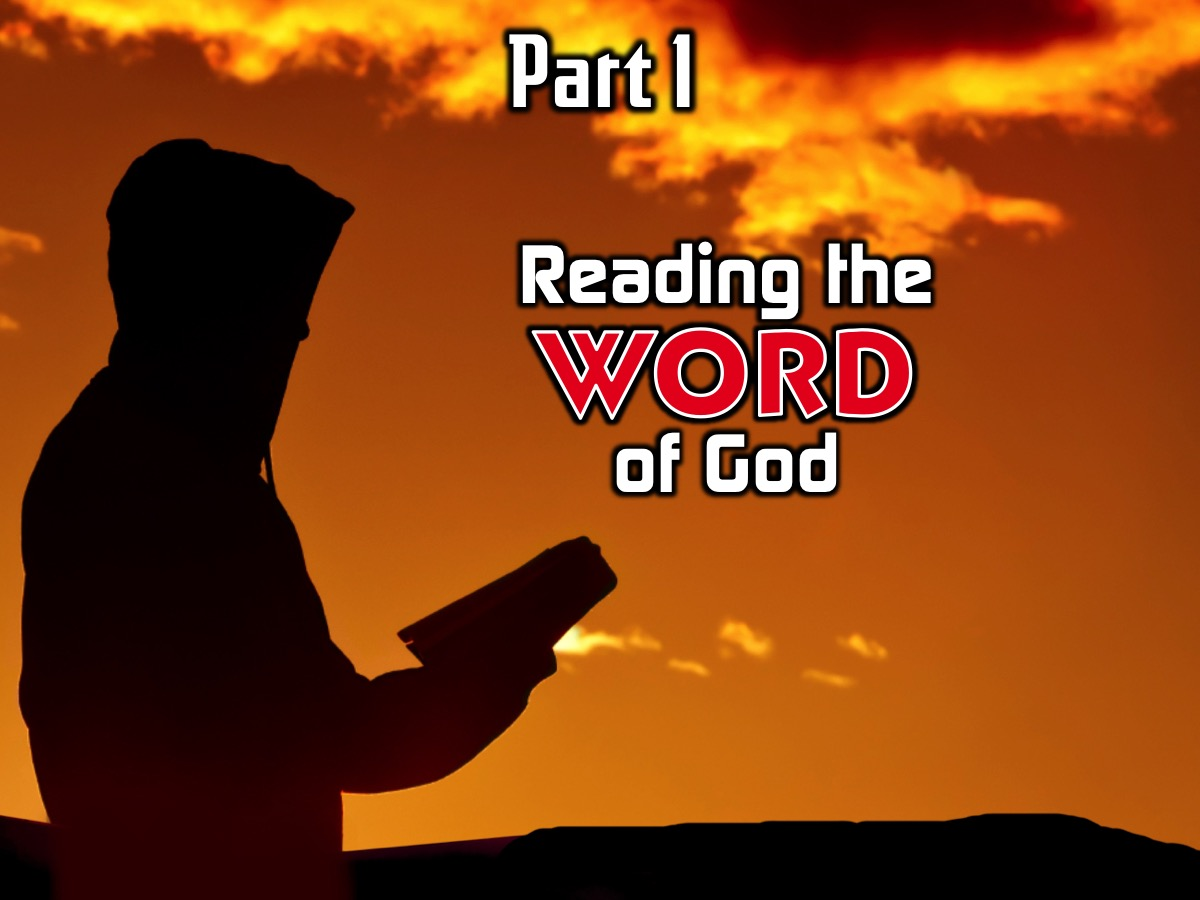 Part 1
Reading the
WORD
of God